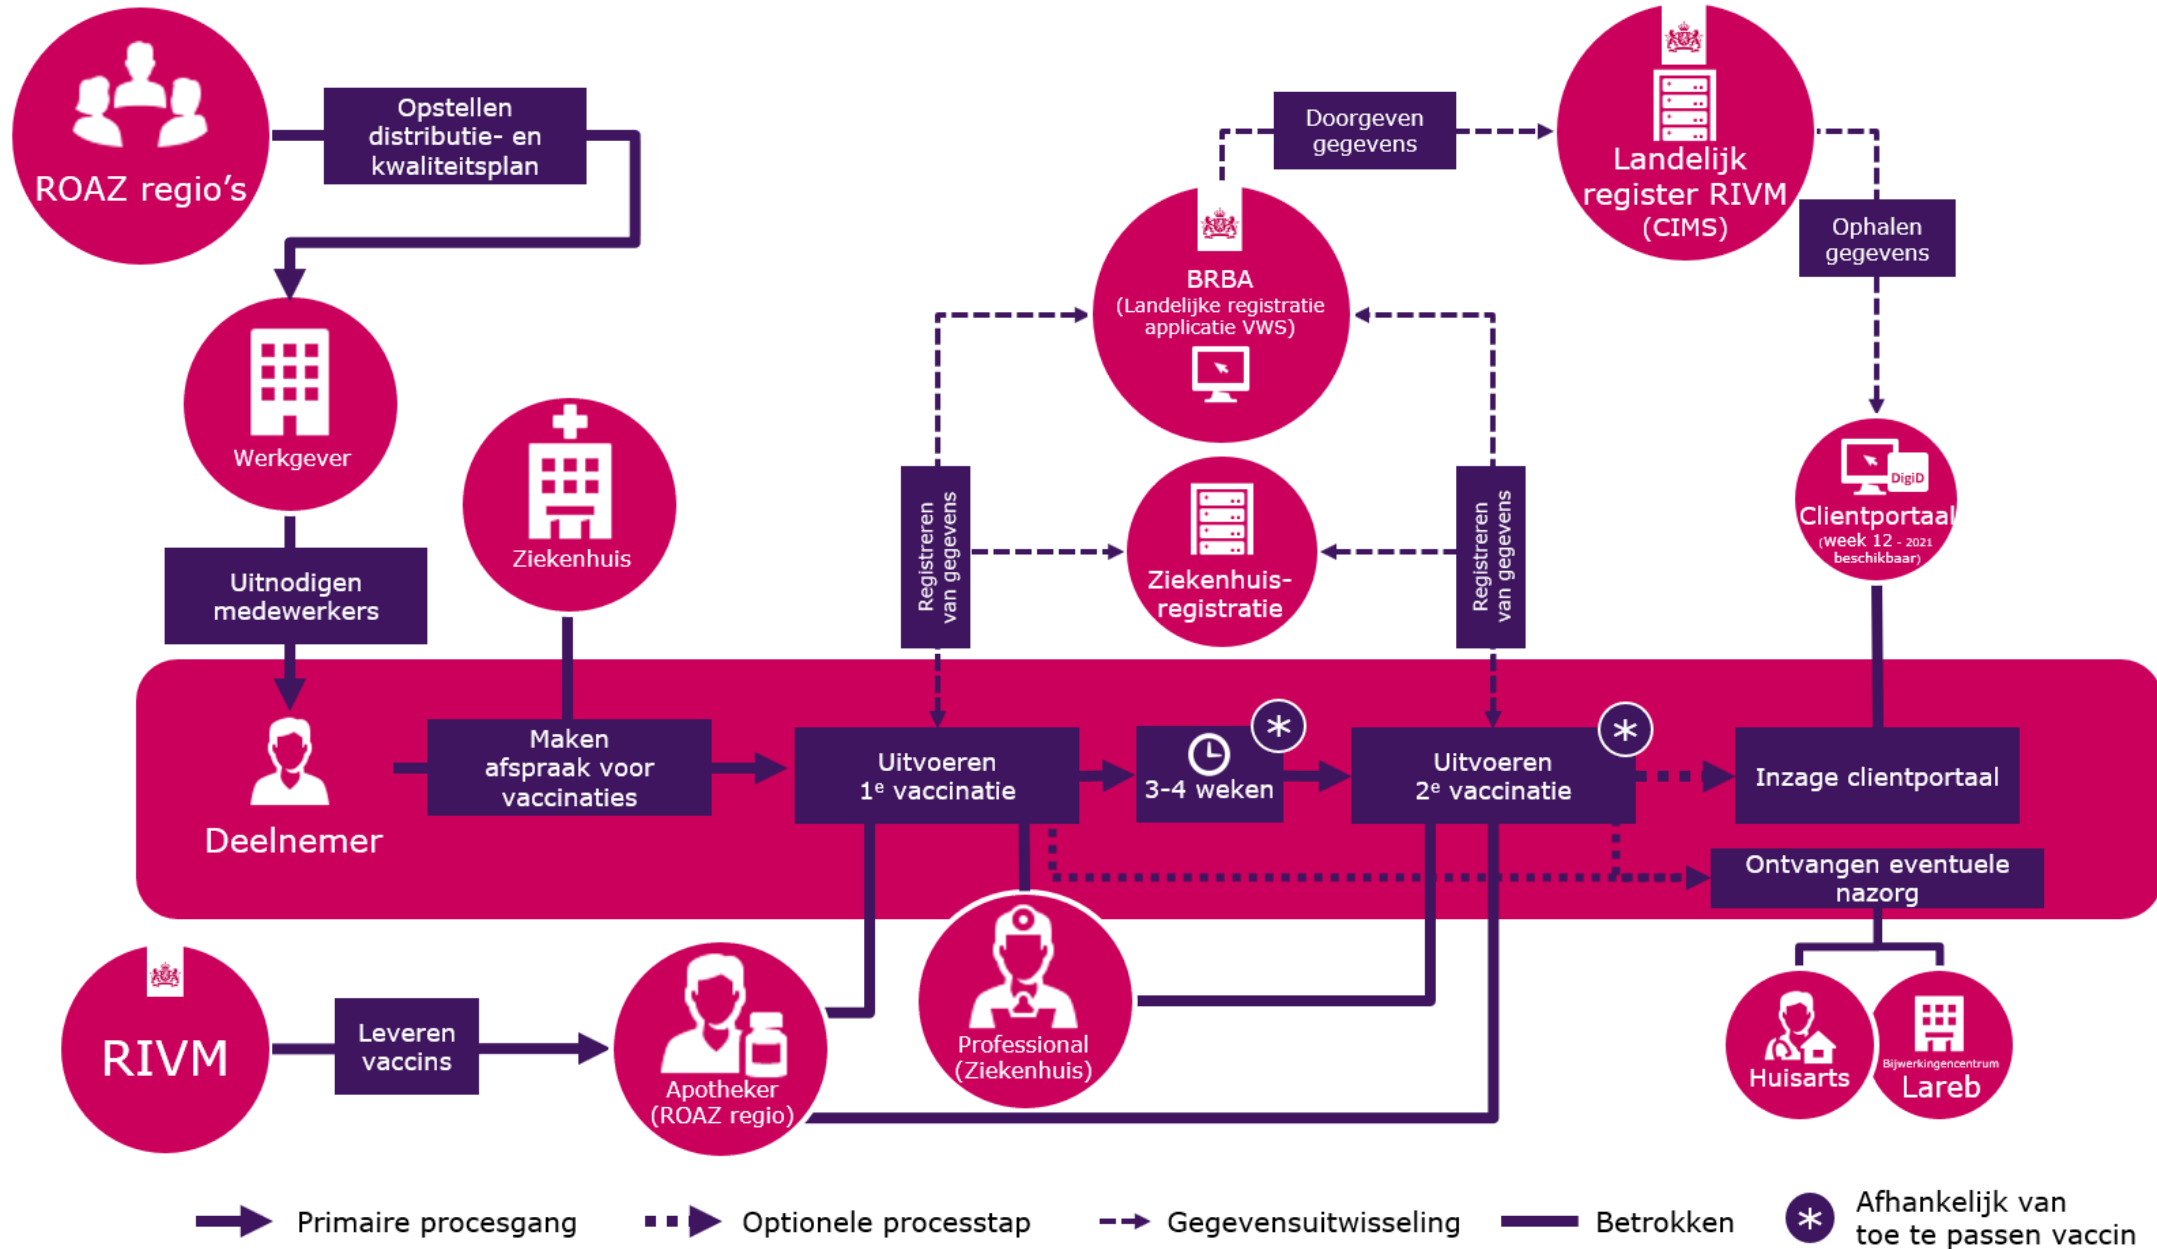 ROAZ regio’s
Opstellen
distributie- en
kwaliteitsplan
Doorgeven
gegevens
Landelijk
register RIVM
(CIMS)
Ophalen
gegevens
BRBA
(Landelijke registratie
applicatie VWS)
Werkgever
Ziekenhuis
Uitnodigen
medewerkers
Registreren
van gegevens
Ziekenhuis-
registratie
Registreren
van gegevens
DigiD
Clientportaal
(week 12 - 2021
beschikbaar)
Deelnemer
Maken
afspraak voor
vaccinaties
Uitvoeren
1e vaccinatie
3-4 weken
*
Uitvoeren
2e vaccinatie
*
Inzage clientportaal
Ontvangen eventuele
nazorg
RIVM
Leveren
vaccins
Apotheker
(ROAZ regio)
Professional
(Ziekenhuis)
Huisarts
Bijwerkingencentrum
Lareb
Primaire procesgang
Optionele processtap
Gegevensuitwisseling
Betrokken
*
Afhankelijk van
toe te passen vaccin